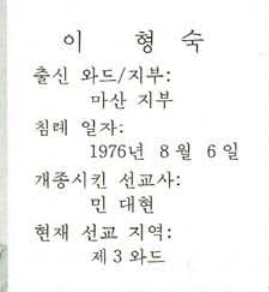 이 형 숙
출신 와드/지부:
마산 지부
침례 일자:
1976년 8월 6일
개종시킨 선교사:
민 대현
현재 선교 지역:
제3와드